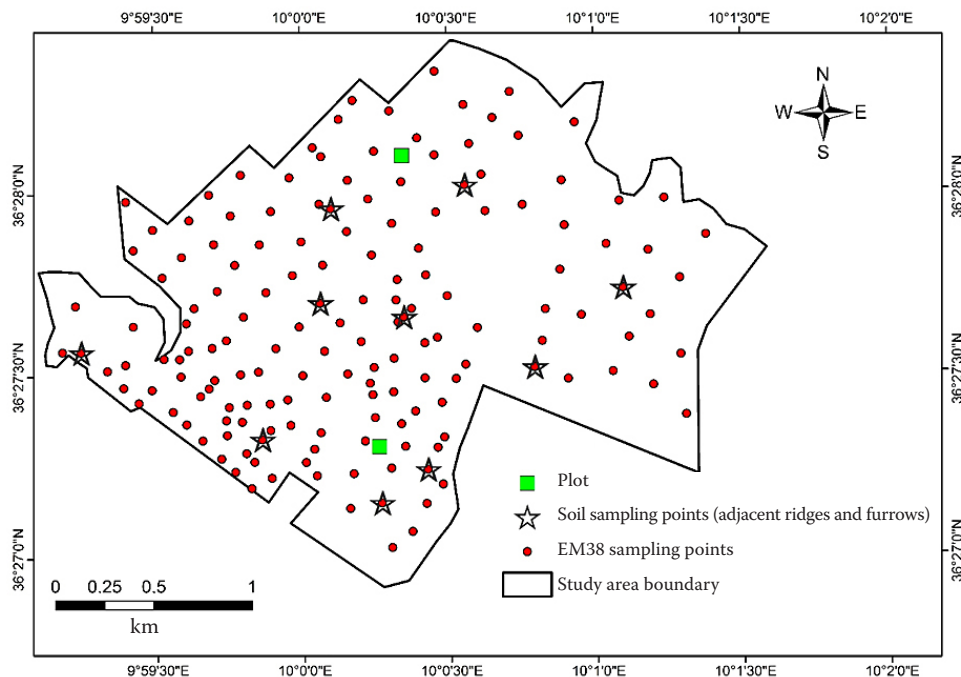 9°59'30"E 10°0'0"E 10°0'30"E 10°1'0"E 10°1'30"E 10°2'0"E
N
W E
S
36°28'0"N 36°28'0"N
36°27'30"N 36°27'30"N
36°27'0"N 36°27'0"N
Plot
Soil sampling points (adjacent ridges and furrows)
EM38 sampling points
Study area boundary
0 0.25 0.5 1
km
9°59'30"E 10°0'0"E 10°0'30"E 10°1'0"E 10°1'30"E 10°2'0"E